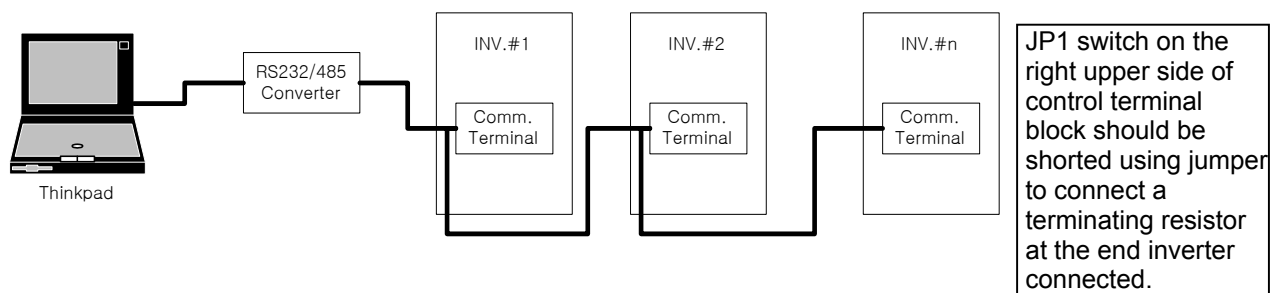 Thinkpad
RS232/485
Converter
INV.#1
Comm.
Terminal
INV.#2
Comm.
Terminal
INV.#n
Comm.
Terminal
JP1 switch on the
right upper side of
control terminal
block should be
shorted using jumper
to connect a
terminating resistor
at the end inverter
connected.